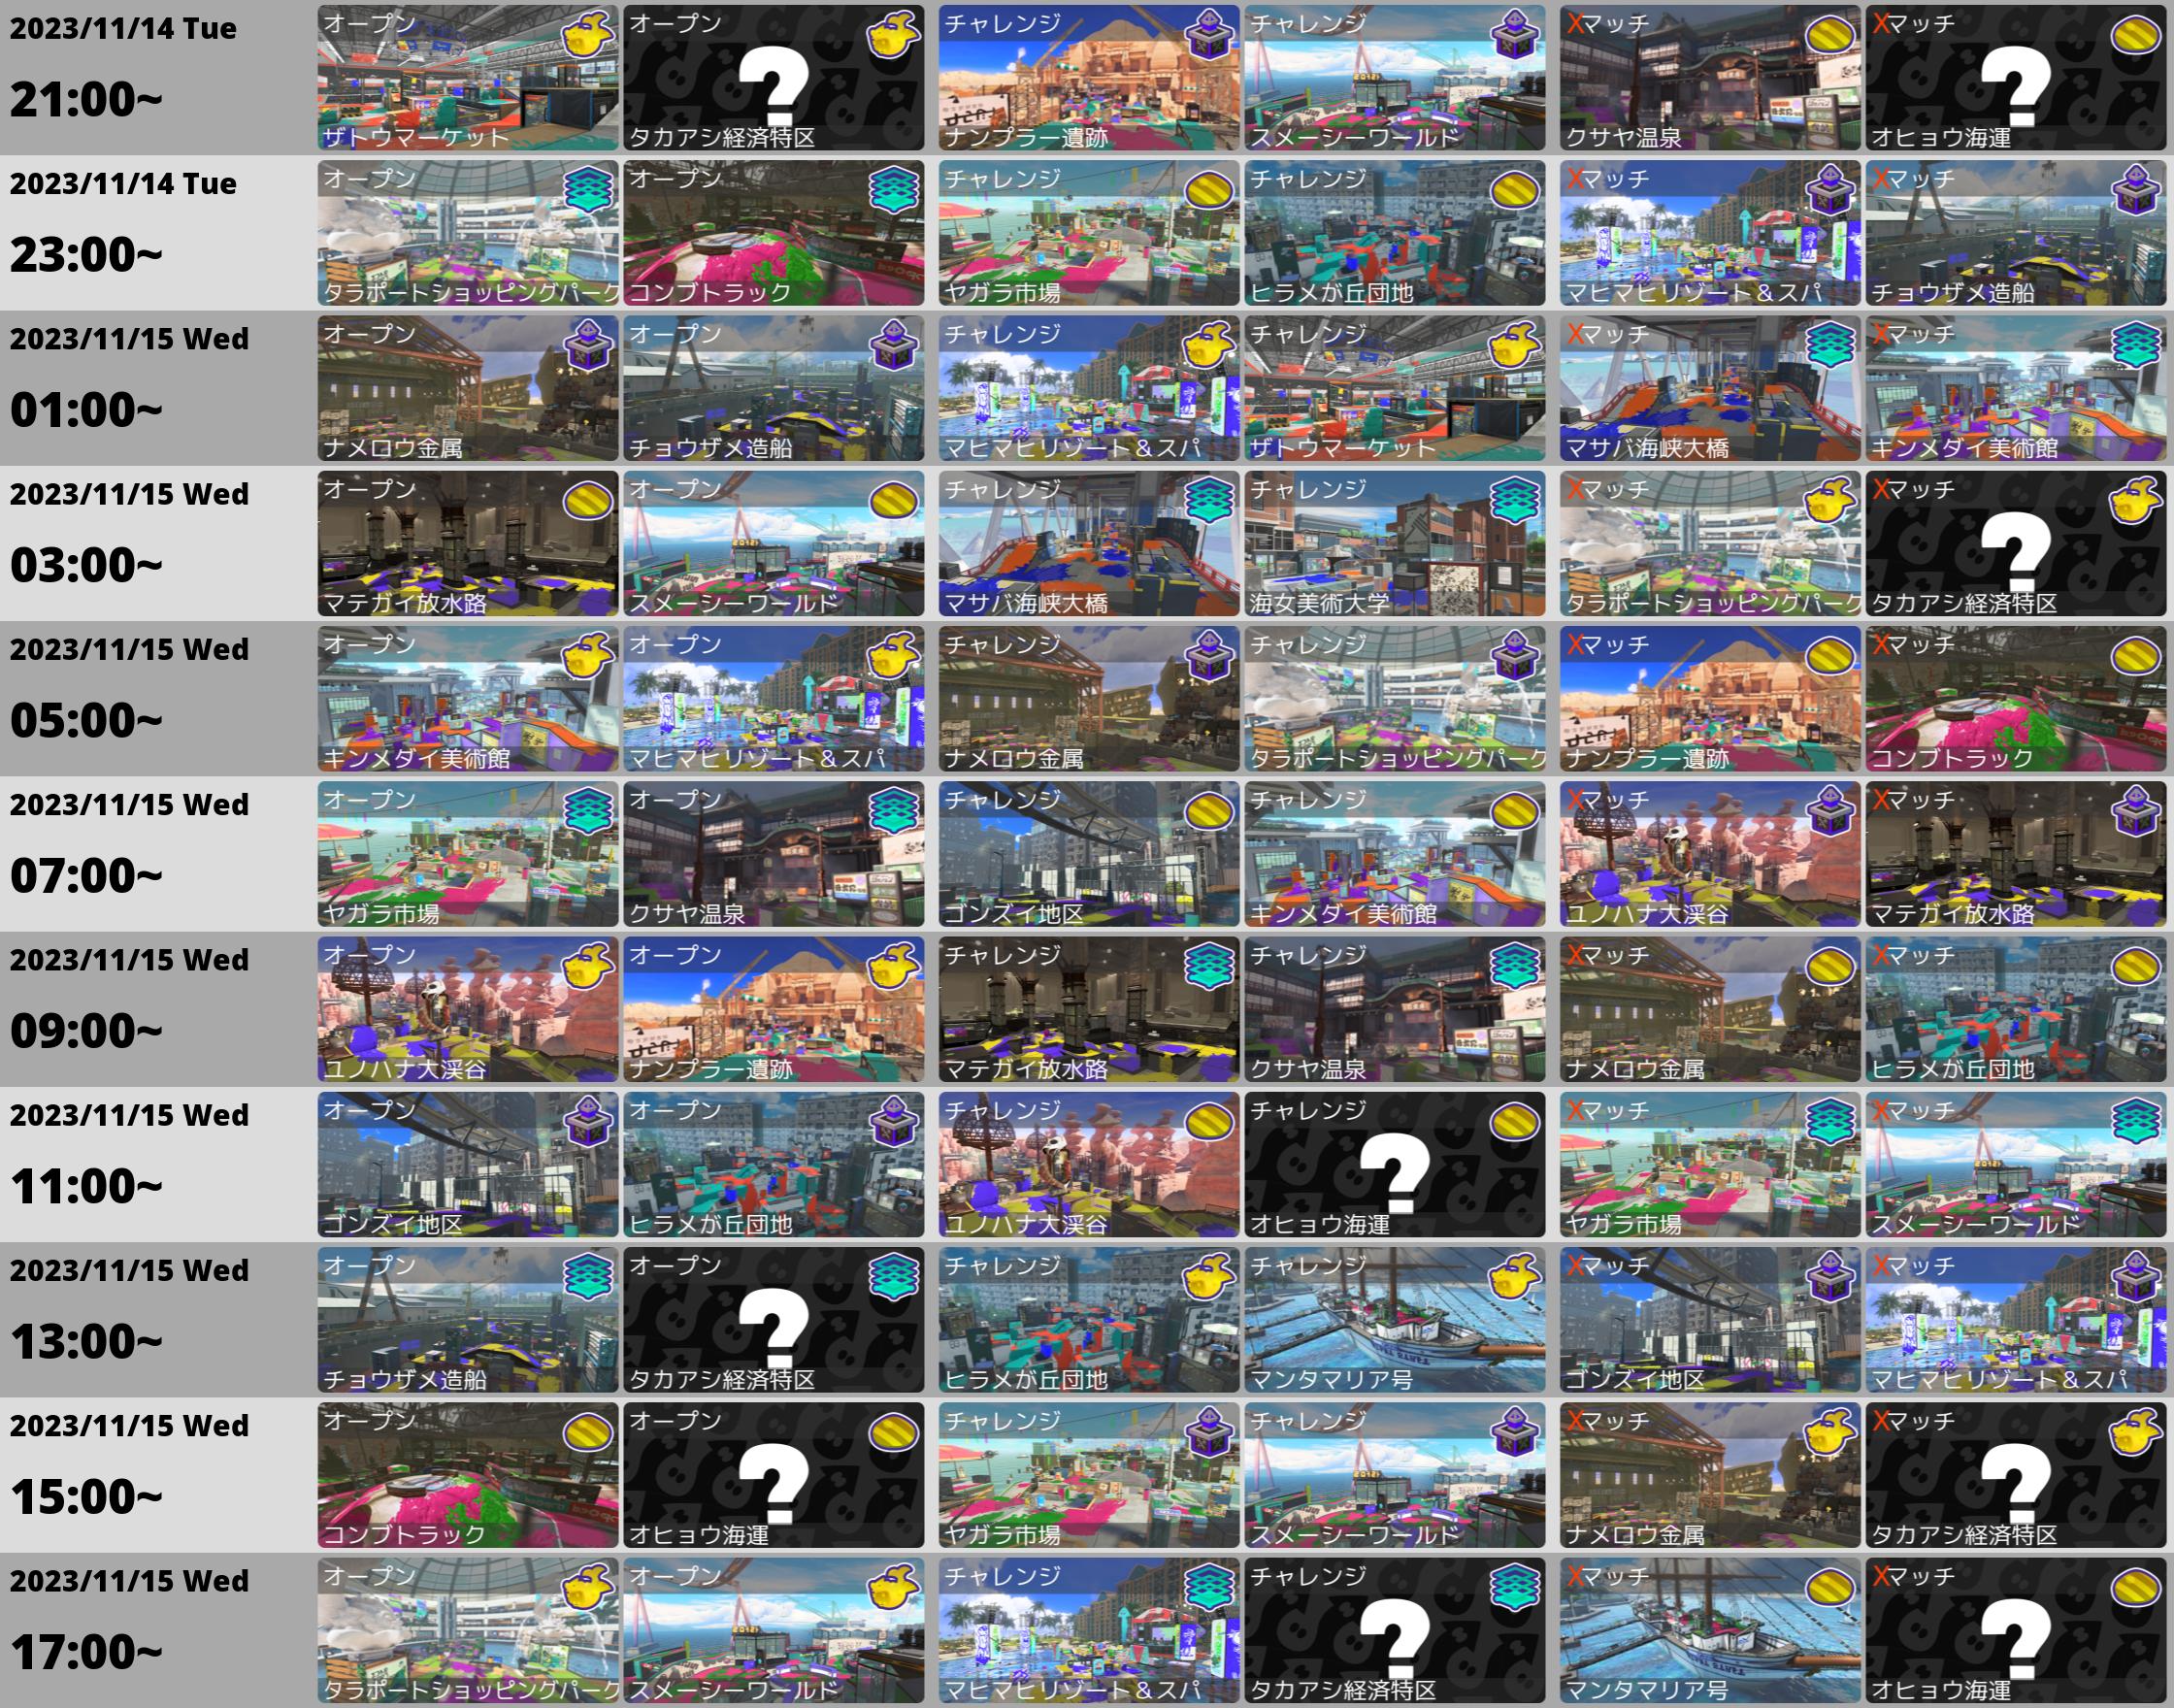 2023/11/14 Tue
21:00~
オープン オープン チャレンジ チャレンジ Xマッチ Xマッチ
ザトウマーケット タカアシ経済特区 ナンプラー遺跡 スメーシーワールド クサヤ温泉 オヒョウ海運
2023/11/14 Tue
23:00~
オープン オープン チャレンジ チャレンジ Xマッチ Xマッチ
タラポートショッピングパーク コンブトラック ヤガラ市場 ヒラメが丘団地 マヒマヒリゾート＆スパ チョウザメ造船
2023/11/15 Wed
01:00~
オープン オープン チャレンジ チャレンジ Xマッチ Xマッチ
ナメロウ金属 チョウザメ造船 マヒマヒリゾート＆スパ ザトウマーケット マサバ海峡大橋 キンメダイ美術館
2023/11/15 Wed
03:00~
オープン オープン チャレンジ チャレンジ Xマッチ Xマッチ
マテガイ放水路 スメーシーワールド マサバ海峡大橋 海女美術大学 タラポートショッピングパーク タカアシ経済特区
2023/11/15 Wed
05:00~
オープン オープン チャレンジ チャレンジ Xマッチ Xマッチ
キンメダイ美術館 マヒマヒリゾート＆スパ ナメロウ金属 タラポートショッピングパーク ナンプラー遺跡 コンブトラック
2023/11/15 Wed
07:00~
オープン オープン チャレンジ チャレンジ Xマッチ Xマッチ
ヤガラ市場 クサヤ温泉 ゴンズイ地区 キンメダイ美術館 ユノハナ大渓谷 マテガイ放水路
2023/11/15 Wed
09:00~
オープン オープン チャレンジ チャレンジ Xマッチ Xマッチ
ユノハナ大渓谷 ナンプラー遺跡 マテガイ放水路 クサヤ温泉 ナメロウ金属 ヒラメが丘団地
2023/11/15 Wed
11:00~
オープン オープン チャレンジ チャレンジ Xマッチ Xマッチ
ゴンズイ地区 ヒラメが丘団地 ユノハナ大渓谷 オヒョウ海運 ヤガラ市場 スメーシーワールド
2023/11/15 Wed
13:00~
オープン オープン チャレンジ チャレンジ Xマッチ Xマッチ
チョウザメ造船 タカアシ経済特区 ヒラメが丘団地 マンタマリア号 ゴンズイ地区 マヒマヒリゾート＆スパ
2023/11/15 Wed
15:00~
オープン オープン チャレンジ チャレンジ Xマッチ Xマッチ
コンブトラック オヒョウ海運 ヤガラ市場 スメーシーワールド ナメロウ金属 タカアシ経済特区
2023/11/15 Wed
17:00~
オープン オープン チャレンジ チャレンジ Xマッチ Xマッチ
タラポートショッピングパーク スメーシーワールド マヒマヒリゾート＆スパ タカアシ経済特区 マンタマリア号 オヒョウ海運